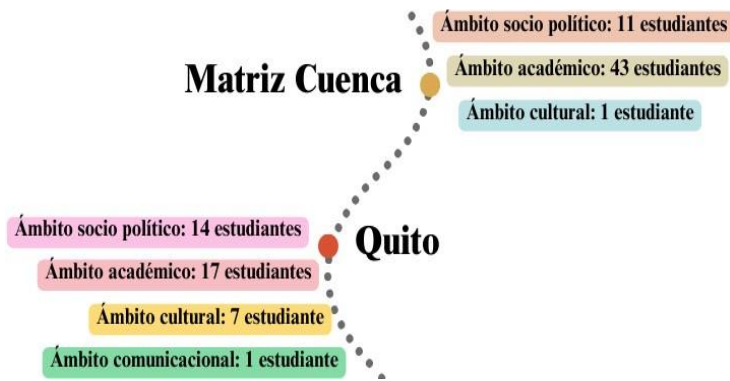 Ámbito socio político: 11 estudiantes
Matriz Cuenca
Ámbito académico: 43 estudiantes
Ámbito cultural: 1 estudiante
Ámbito socio político: 14 estudiantes
Quito
Ámbito académico: 17 estudiantes
Ámbito cultural: 7 estudiante
Ámbito comunicacional: 1 estudiante